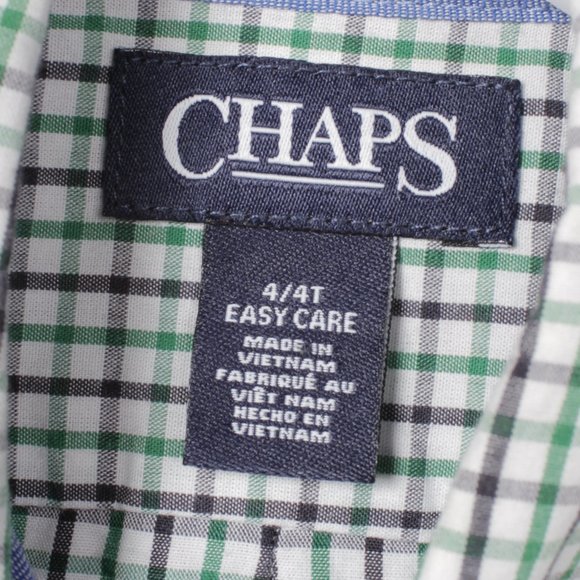 CHAPS
4/4T
EASY CARE
MADE IN
VIETNAM
FABRIQUÉ AU
VIÊT NAM
HECHO EN
VIETNAM